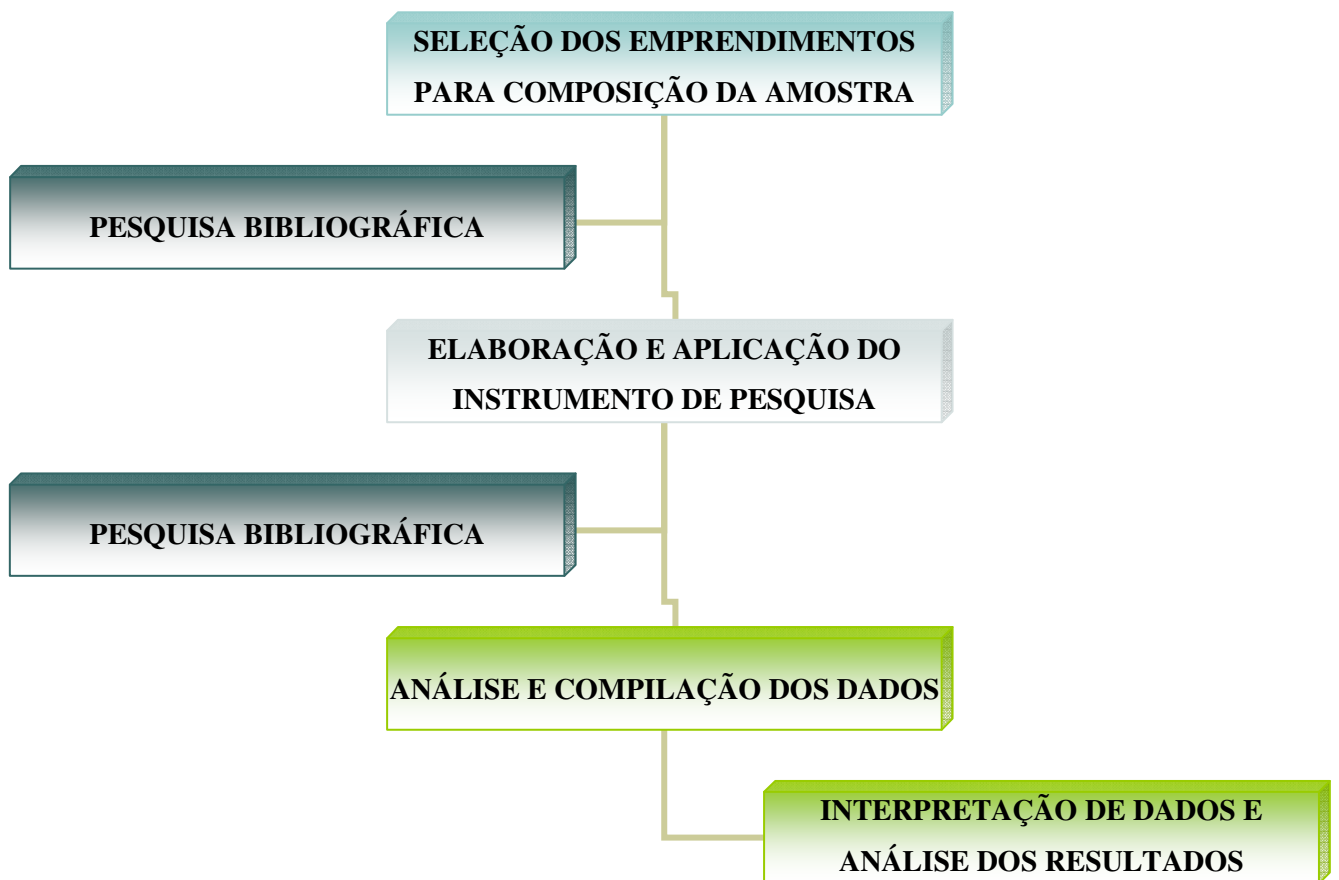 SELEÇÃO DOS EMPRENDIMENTOS
PARA COMPOSIÇÃO DA AMOSTRA
PESQUISA BIBLIOGRÁFICA
ELABORAÇÃO E APLICAÇÃO DO
INSTRUMENTO DE PESQUISA
PESQUISA BIBLIOGRÁFICA
ANÁLISE E COMPILAÇÃO DOS DADOS
INTERPRETAÇÃO DE DADOS E
ANÁLISE DOS RESULTADOS